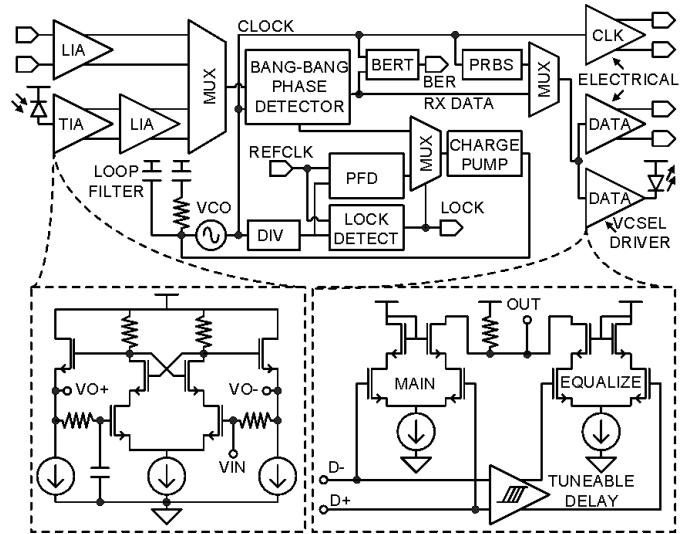 LIA
TIA
LIA
MUX
CLOCK
BANG-BANG
PHASE
DETECTOR
BERT
BER
PRBS
RX DATA
MUX
CLK
ELECTRICAL
DATA
DATA
VCSEL
DRIVER
LOOP
FILTER
REFCLK
PFD
MUX
CHARGE
PUMP
VCO
DIV
LOCK
DETECT
LOCK
VO+
VO-
VIN
OUT
MAIN
EQUALIZE
D-
D+
TUNEABLE
DELAY